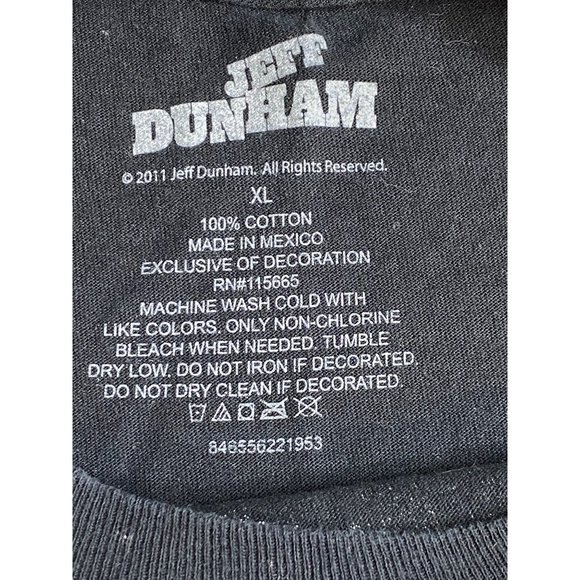 JEFF
DUNHAM
© 2011 Jeff Dunham. All Rights Reserved.
XL
100% COTTON
MADE IN MEXICO
EXCLUSIVE OF DECORATION
RN#115665
MACHINE WASH COLD WITH
LIKE COLORS. ONLY NON-CHLORINE
BLEACH WHEN NEEDED. TUMBLE
DRY LOW. DO NOT IRON IF DECORATED.
DO NOT DRY CLEAN IF DECORATED.
846556221953